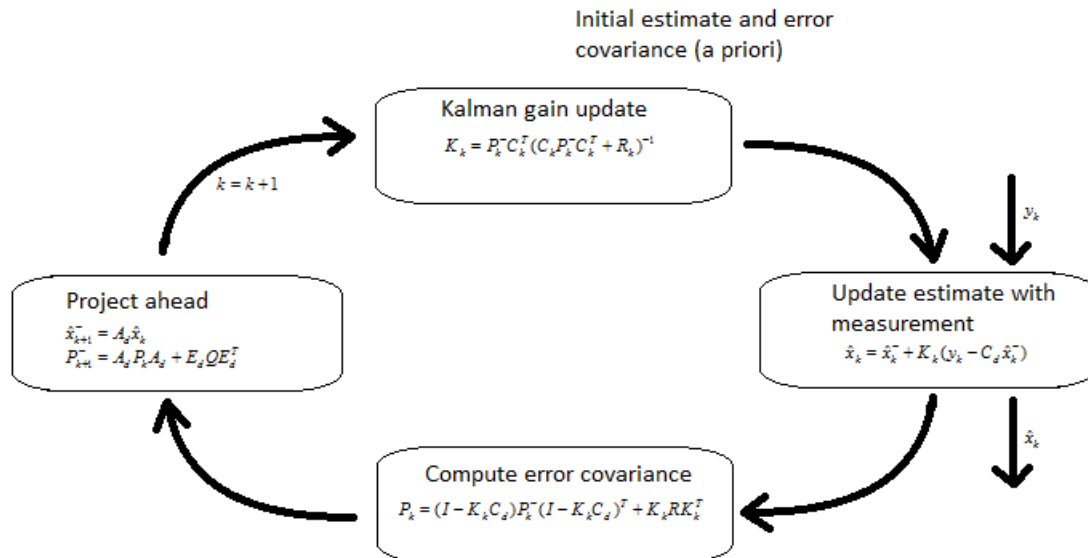 Initial estimate and error
covariance (a priori)
Kalman gain update
K_k = P_k^- C_k^T (C_k P_k^- C_k^T + R_k)^{-1}
k = k+1
y_k
Update estimate with
measurement
x̂_k = x̂_k^- + K_k(y_k − C_d x̂_k^-)
Project ahead
x̂_{k+1}^- = A_d x̂_k
P_{k+1}^- = A_d P_k A_d + E_d Q E_d^T
x̂_k
Compute error covariance
P_k = (I − K_k C_d) P_k^- (I − K_k C_d)^T + K_k R K_k^T